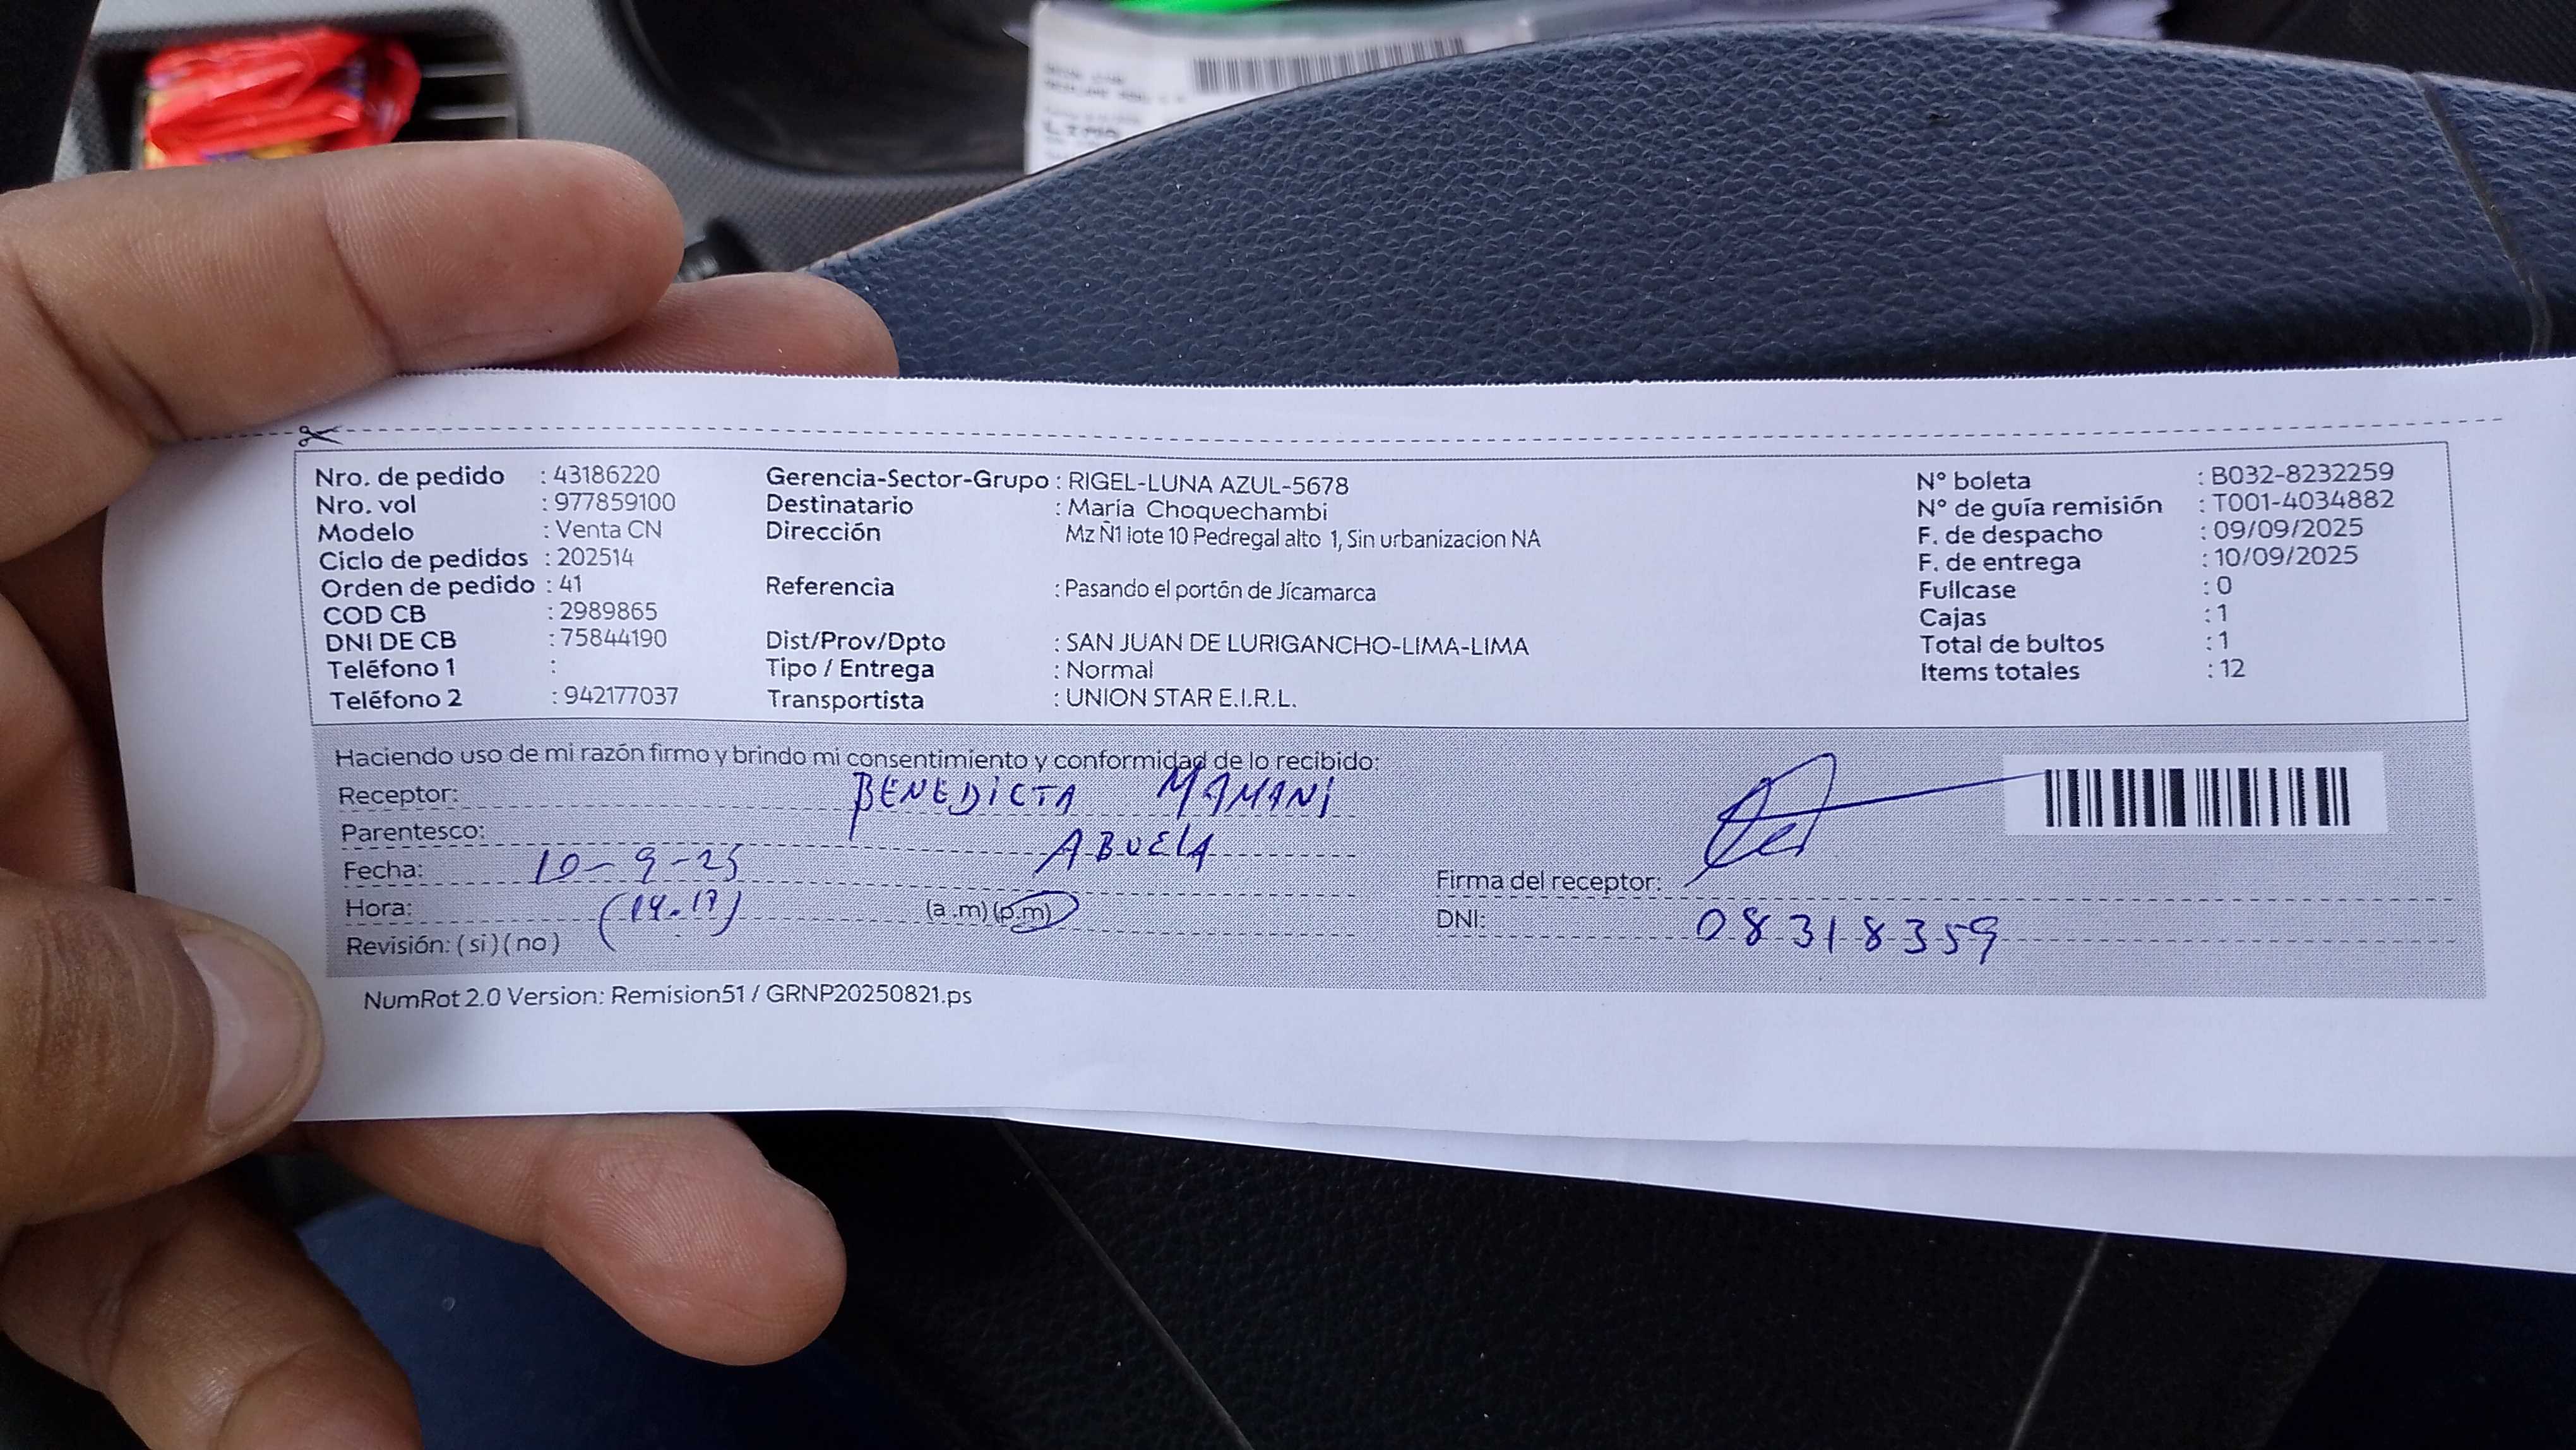 Nro. de pedido : 43186220
Nro. vol : 977859100
Modelo : Venta CN
Ciclo de pedidos : 202514
Orden de pedido : 41
COD CB : 2989865
DNI DE CB : 75844190
Teléfono 1 :
Teléfono 2 : 942177037
Gerencia-Sector-Grupo : RIGEL-LUNA AZUL-5678
Destinatario : María Choquechambi
Dirección Mz Ñ1 lote 10 Pedregal alto 1, Sin urbanizacion NA
Referencia : Pasando el portón de Jícamarca
Dist/Prov/Dpto : SAN JUAN DE LURIGANCHO-LIMA-LIMA
Tipo / Entrega : Normal
Transportista : UNION STAR E.I.R.L.
N° boleta : B032-8232259
N° de guía remisión : T001-4034882
F. de despacho : 09/09/2025
F. de entrega : 10/09/2025
Fullcase : 0
Cajas : 1
Total de bultos : 1
Items totales : 12
Haciendo uso de mi razón firmo y brindo mi consentimiento y conformidad de lo recibido:
Receptor: BENEDICTA MAMANI
Parentesco: ABUELA
Fecha: 10-9-25
Hora: (14.17) (a.m)(p.m)
Revisión: (si)(no)
Firma del receptor:
DNI: 08318359
NumRot 2.0 Version: Remision51 / GRNP20250821.ps